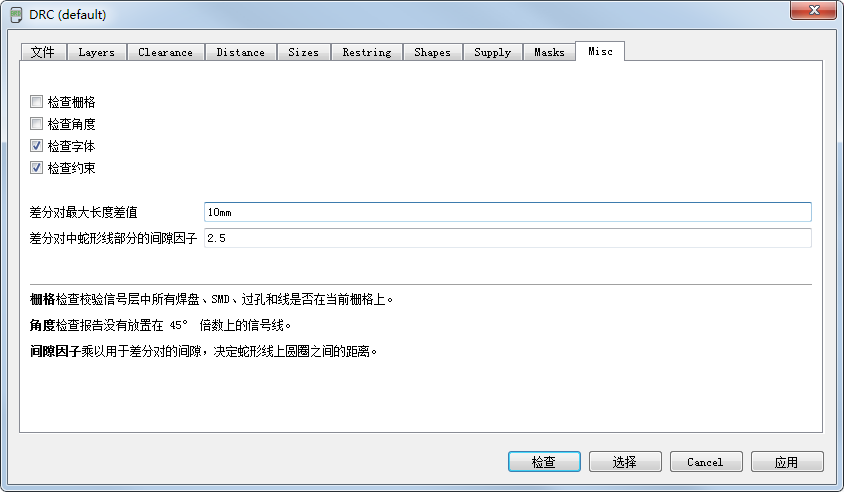 DRC (default)
文件 Layers Clearance Distance Sizes Restring Shapes Supply Masks Misc
检查栅格
检查角度
检查字体
检查约束
差分对最大长度差值 10mm
差分对中蛇形线部分的间隙因子 2.5
栅格检查校验信号层中所有焊盘、SMD、过孔和线是否在当前栅格上。
角度检查报告没有放置在 45° 倍数上的信号线。
间隙因子乘以用于差分对的间隙，决定蛇形线上圆圈之间的距离。
检查 选择 Cancel 应用